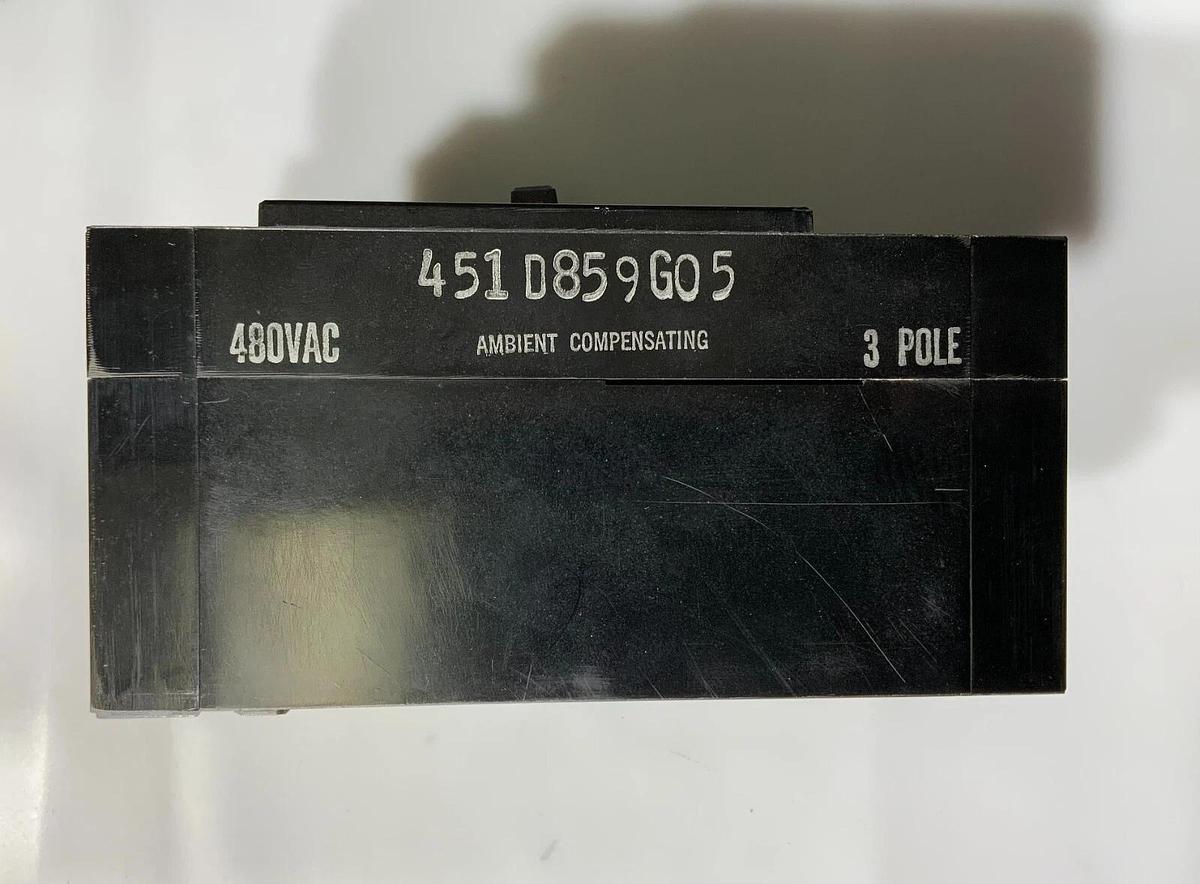 451D859G05
480VAC AMBIENT COMPENSATING 3 POLE